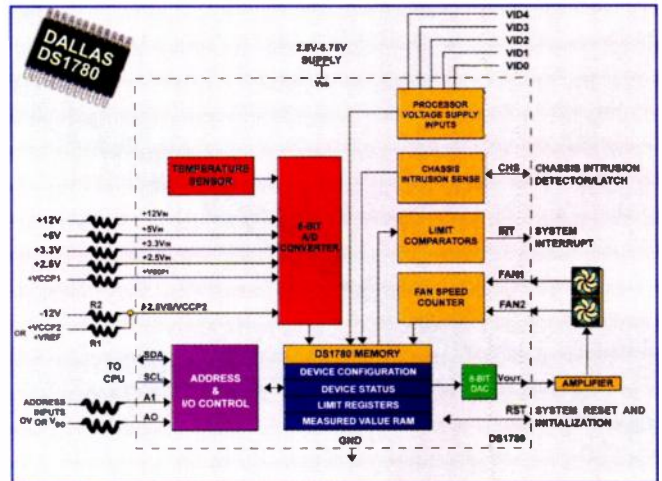 DALLAS
DS1780
2.8V-5.75V
SUPPLY
VDD
VID4
VID3
VID2
VID1
VID0
PROCESSOR
VOLTAGE SUPPLY
INPUTS
TEMPERATURE
SENSOR
8-BIT
A/D
CONVERTER
CHASSIS
INTRUSION SENSE
CHS
CHASSIS INTRUSION
DETECTOR/LATCH
LIMIT
COMPARATORS
INT
SYSTEM
INTERRUPT
FAN SPEED
COUNTER
FAN1
FAN2
+12V
+12VIN
+5V
+5VIN
+3.3V
+3.3VIN
+2.5VIN
+VCCP1
+VCCP1
-12V
R2
OR
+VCCP2
+VREF
R1
TO
CPU
SDA
SCL
A1
A0
ADDRESS
INPUTS
0V OR VDD
ADDRESS
&
I/O CONTROL
DS1780 MEMORY
DEVICE CONFIGURATION
DEVICE STATUS
LIMIT REGISTERS
MEASURED VALUE RAM
8-BIT
DAC
VOUT
AMPLIFIER
RST
SYSTEM RESET AND
INITIALIZATION
GND
DS1780